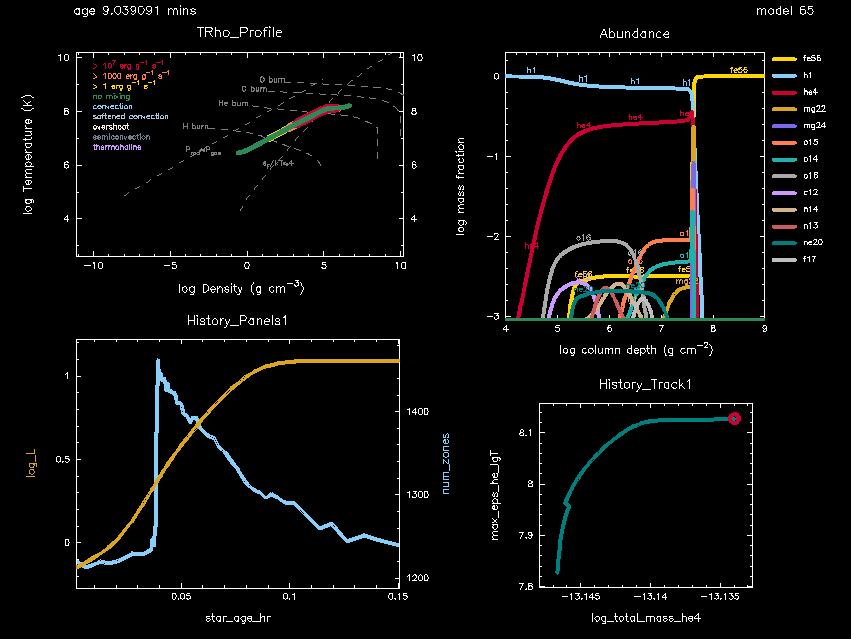 age 9.039091 mins
model 65
TRho_Profile
10
8
6
4
log Temperature (K)
> 10⁷ erg g⁻¹ s⁻¹
> 1000 erg g⁻¹ s⁻¹
> 1 erg g⁻¹ s⁻¹
no mixing
convection
softened convection
overshoot
semiconvection
thermohaline
O burn
C burn
He burn
H burn
10
8
6
4
−10
−5
0
5
10
log Density (g cm⁻³)
Abundance
0
−1
−2
−3
log mass fraction
h1
h1
h1
fe56
he4
he4
he4
he4
o16
fe56
4
5
6
7
8
9
log column depth (g cm⁻²)
fe56
h1
he4
mg22
mg24
o15
o14
o16
c12
n14
n13
ne20
f17
History_Panels1
1
0.5
0
log_L
1400
1300
1200
num_zones
0.05
0.1
0.15
star_age_hr
History_Track1
8.1
8
7.9
7.8
max_eps_he_lgT
−13.145
−13.14
−13.135
log_total_mass_he4